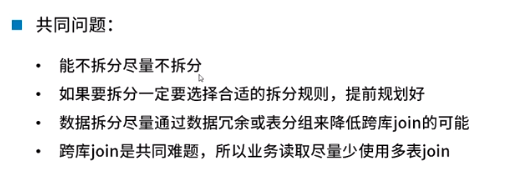 共同问题：
能不拆分尽量不拆分
如果要拆分一定要选择合适的拆分规则，提前规划好
数据拆分尽量通过数据冗余或表分组来降低跨库join的可能
跨库join是共同难题，所以业务读取尽量少使用多表join